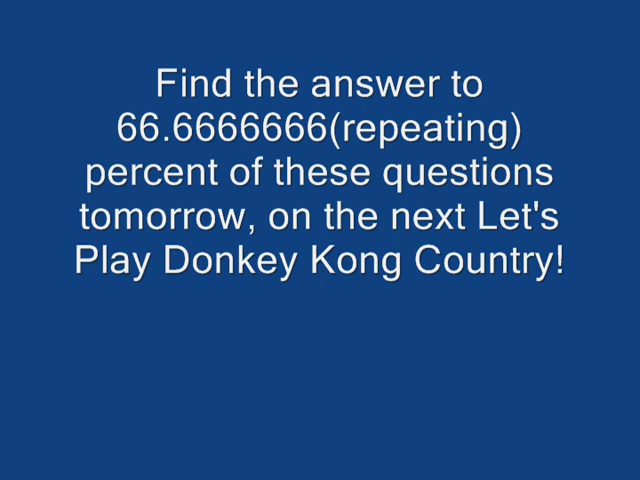 Find the answer to
66.6666666(repeating)
percent of these questions
tomorrow, on the next Let's
Play Donkey Kong Country!